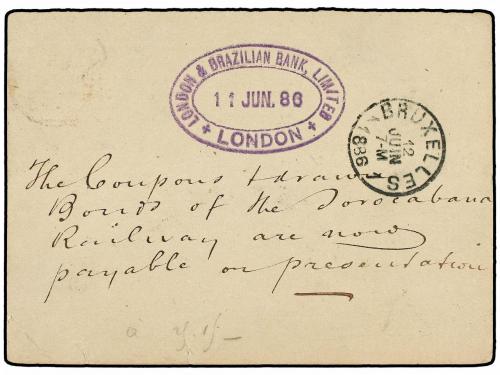 LONDON & BRAZILIAN BANK, LIMITED
11 JUN. 86
LONDON
BRUXELLES
12
JUIN
7-M
1886
The Coupons & drawn
Bonds of the Sorocabana
Railway are now
payable on presentation